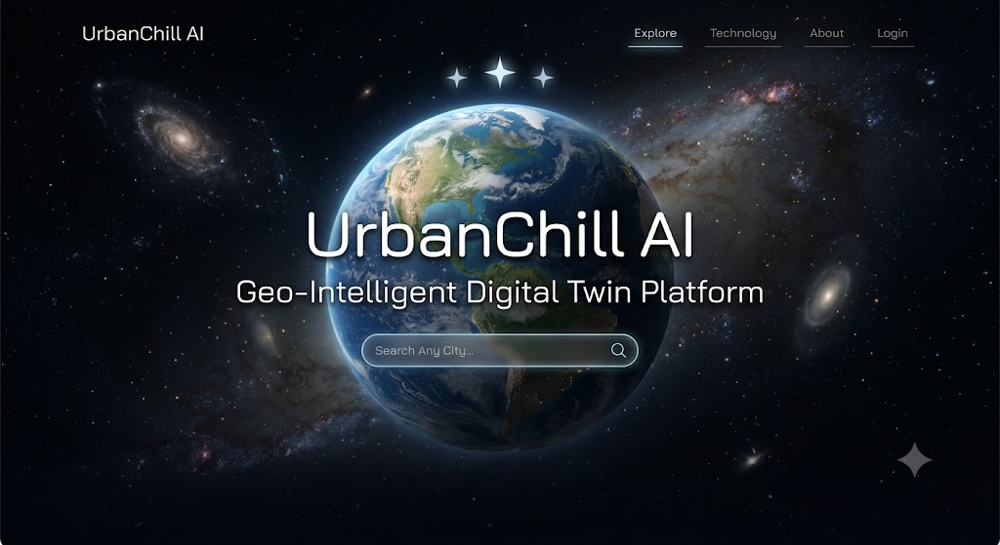 UrbanChill AI
Explore Technology About Login
UrbanChill AI
Geo-Intelligent Digital Twin Platform
Search Any City...